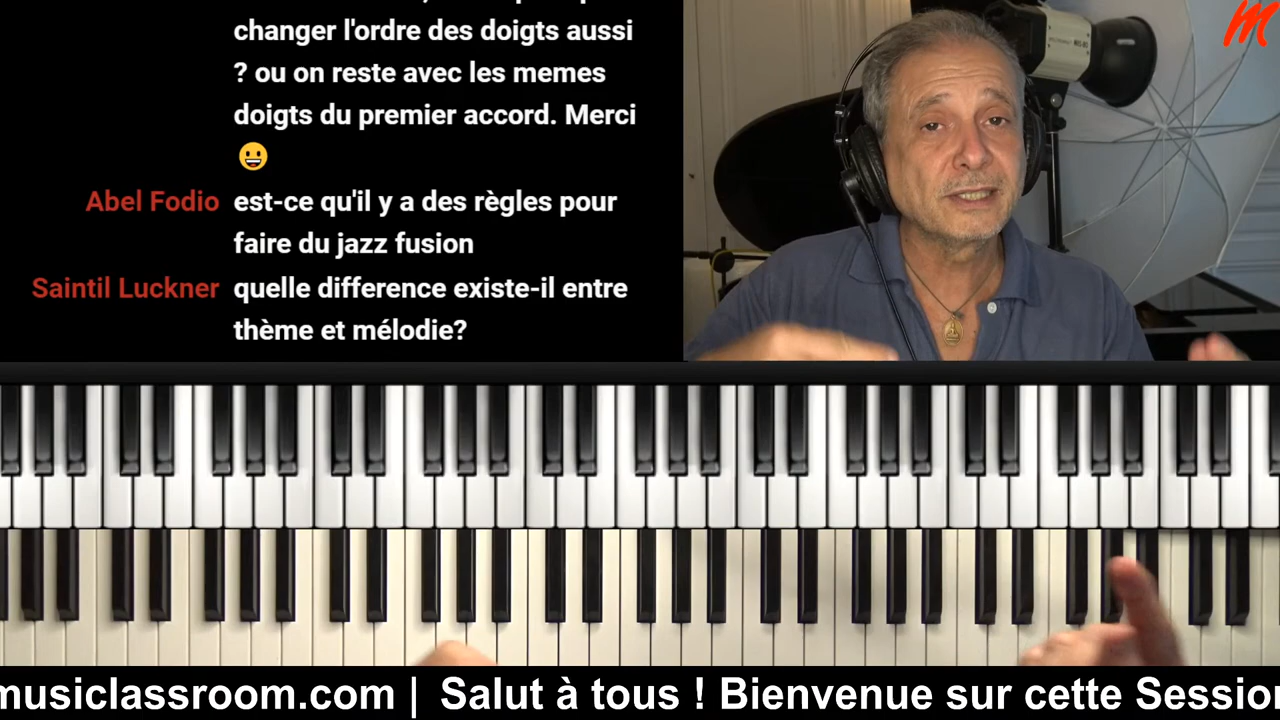 changer l'ordre des doigts aussi
? ou on reste avec les memes
doigts du premier accord. Merci
😀
Abel Fodio est-ce qu'il y a des règles pour
faire du jazz fusion
Saintil Luckner quelle difference existe-il entre
thème et mélodie?
musiclassroom.com | Salut à tous ! Bienvenue sur cette Session